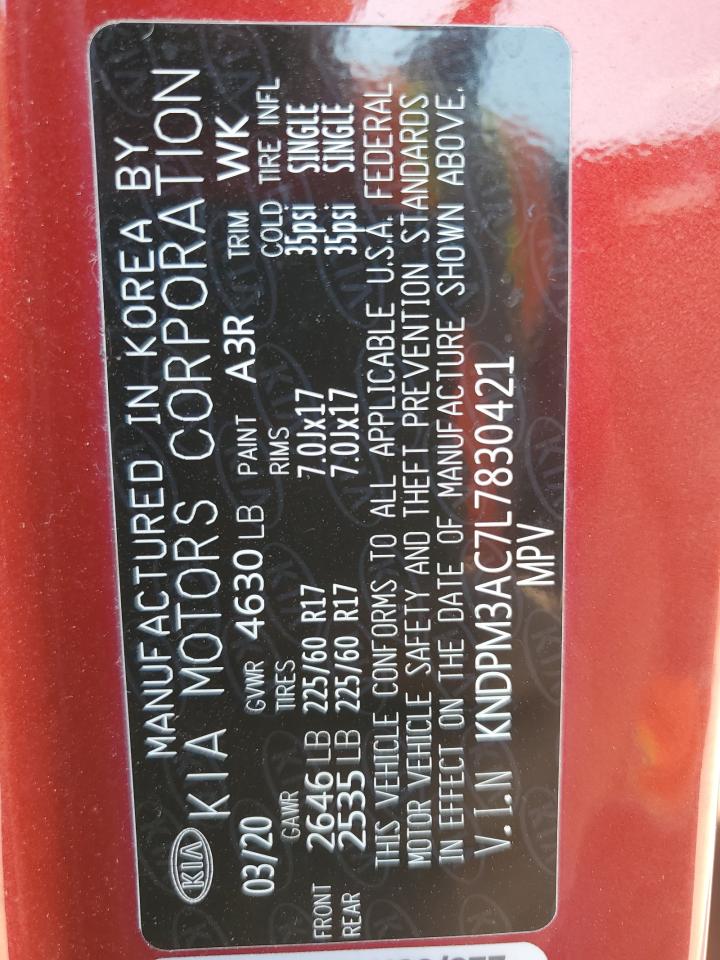 KIA
MANUFACTURED IN KOREA BY
KIA MOTORS CORPORATION
03/20 GVWR 4630 LB PAINT A3R TRIM WK
GAWR TIRES RIMS COLD TIRE INFL
FRONT 2646 LB 225/60 R17 7.0Jx17 35psi SINGLE
REAR 2535 LB 225/60 R17 7.0Jx17 35psi SINGLE
THIS VEHICLE CONFORMS TO ALL APPLICABLE U.S.A. FEDERAL
MOTOR VEHICLE SAFETY AND THEFT PREVENTION STANDARDS
IN EFFECT ON THE DATE OF MANUFACTURE SHOWN ABOVE.
V.I.N KNDPM3AC7L7830421
MPV